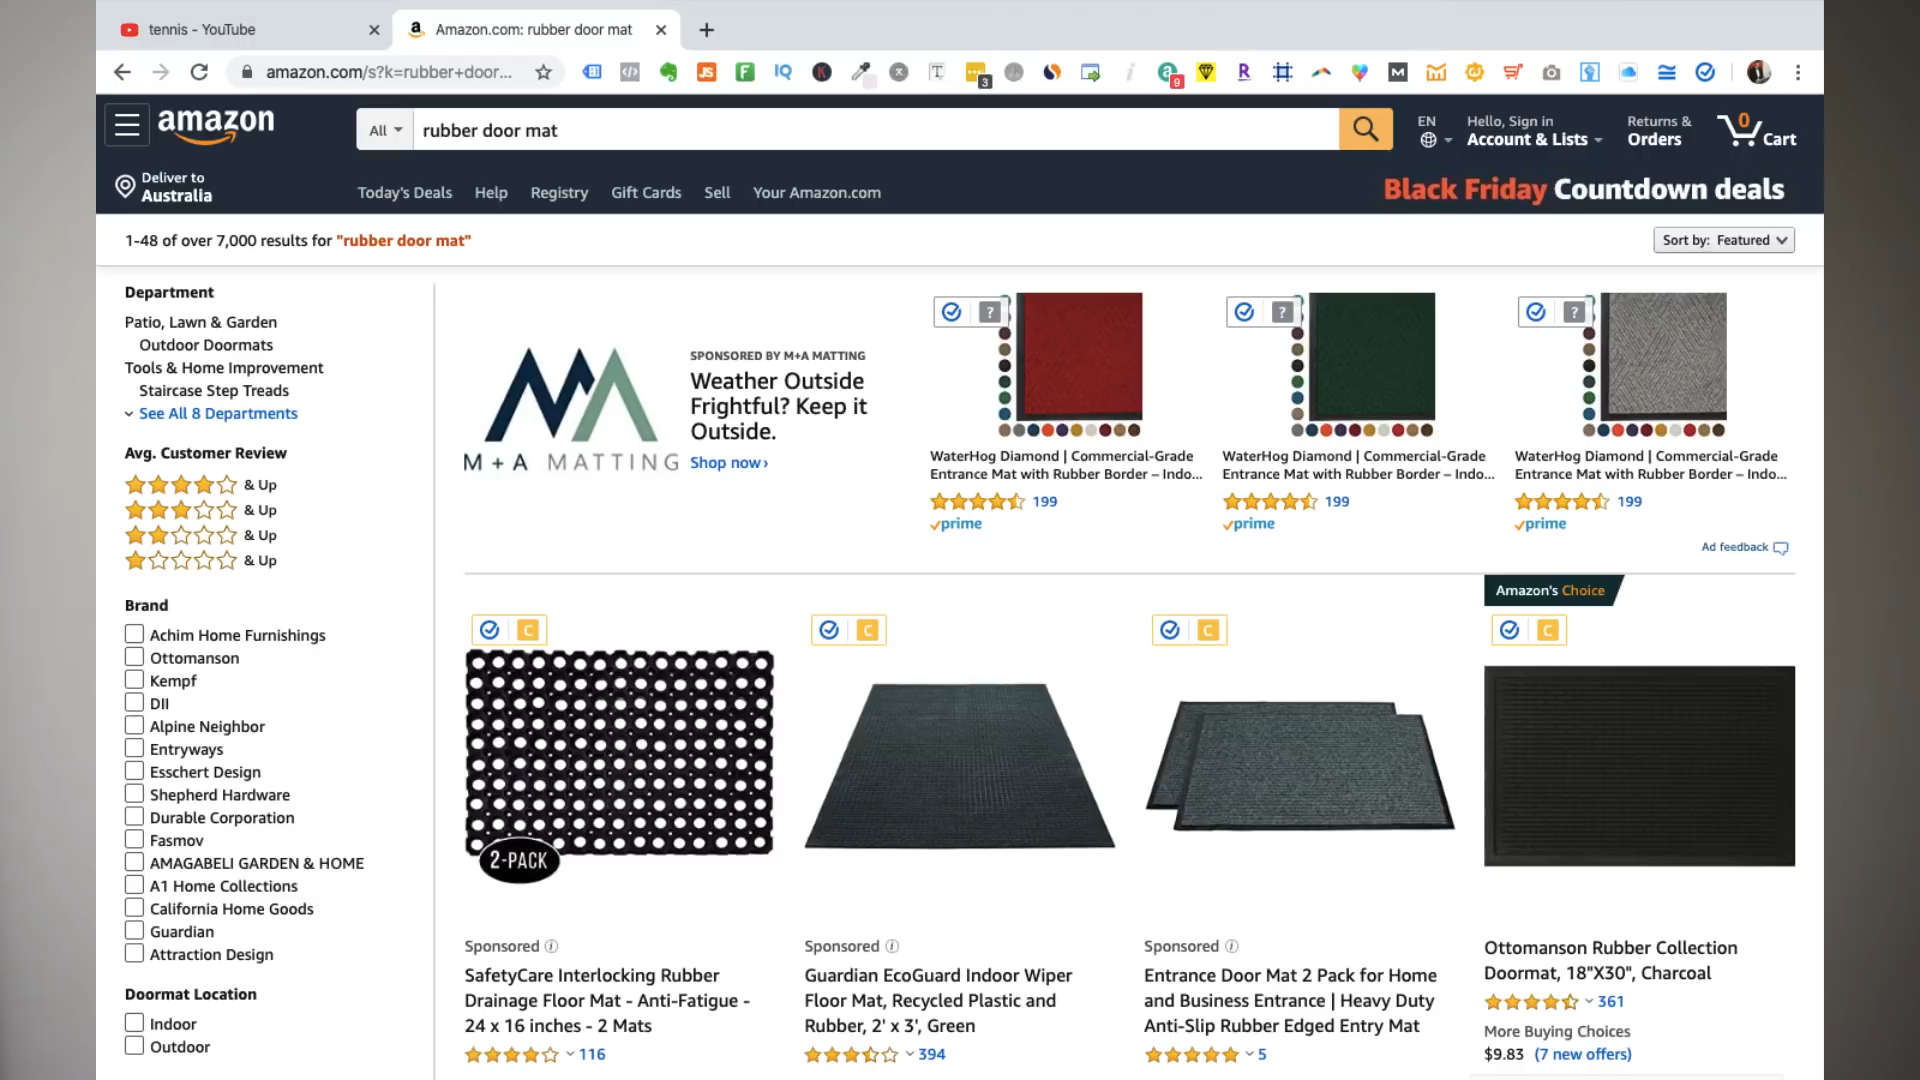 tennis - YouTube
Amazon.com: rubber door mat
amazon.com/s?k=rubber+door...
JS
F
IQ
K
T
3
i
a
9
R
M
amazon
All
rubber door mat
EN
Hello, Sign in
Account & Lists
Returns &
Orders
0
Cart
Deliver to
Australia
Today's Deals
Help
Registry
Gift Cards
Sell
Your Amazon.com
Black Friday Countdown deals
1-48 of over 7,000 results for "rubber door mat"
Sort by: Featured
Department
Patio, Lawn & Garden
Outdoor Doormats
Tools & Home Improvement
Staircase Step Treads
See All 8 Departments
Avg. Customer Review
& Up
& Up
& Up
& Up
Brand
Achim Home Furnishings
Ottomanson
Kempf
DII
Alpine Neighbor
Entryways
Esschert Design
Shepherd Hardware
Durable Corporation
Fasmov
AMAGABELI GARDEN & HOME
A1 Home Collections
California Home Goods
Guardian
Attraction Design
Doormat Location
Indoor
Outdoor
M + A MATTING
SPONSORED BY M+A MATTING
Weather Outside
Frightful? Keep it
Outside.
Shop now ›
?
WaterHog Diamond | Commercial-Grade
Entrance Mat with Rubber Border – Indo...
199
prime
?
WaterHog Diamond | Commercial-Grade
Entrance Mat with Rubber Border – Indo...
199
prime
?
WaterHog Diamond | Commercial-Grade
Entrance Mat with Rubber Border – Indo...
199
prime
Ad feedback
C
2-PACK
Sponsored
SafetyCare Interlocking Rubber
Drainage Floor Mat - Anti-Fatigue -
24 x 16 inches - 2 Mats
116
C
Sponsored
Guardian EcoGuard Indoor Wiper
Floor Mat, Recycled Plastic and
Rubber, 2' x 3', Green
394
C
Sponsored
Entrance Door Mat 2 Pack for Home
and Business Entrance | Heavy Duty
Anti-Slip Rubber Edged Entry Mat
5
Amazon's Choice
C
Ottomanson Rubber Collection
Doormat, 18"X30", Charcoal
361
More Buying Choices
$9.83 (7 new offers)